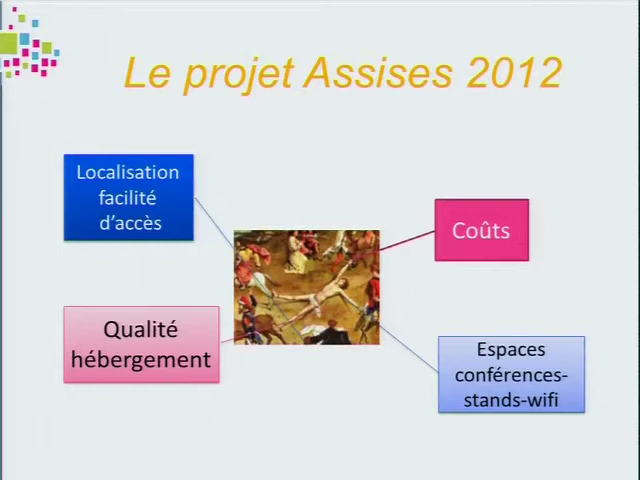 Le projet Assises 2012
Localisation
facilité
d'accès
Coûts
Qualité
hébergement
Espaces
conférences-
stands-wifi